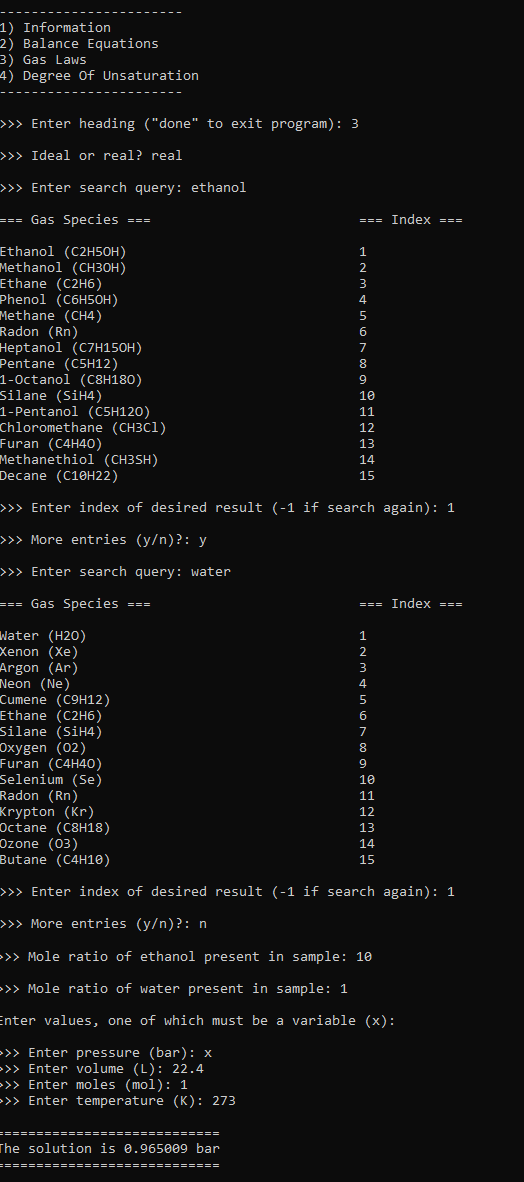 -----------------------
1) Information
2) Balance Equations
3) Gas Laws
4) Degree Of Unsaturation
-----------------------
>>> Enter heading ("done" to exit program): 3
>>> Ideal or real? real
>>> Enter search query: ethanol
=== Gas Species === === Index ===
Ethanol (C2H5OH) 1
Methanol (CH3OH) 2
Ethane (C2H6) 3
Phenol (C6H5OH) 4
Methane (CH4) 5
Radon (Rn) 6
Heptanol (C7H15OH) 7
Pentane (C5H12) 8
1-Octanol (C8H18O) 9
Silane (SiH4) 10
1-Pentanol (C5H12O) 11
Chloromethane (CH3Cl) 12
Furan (C4H4O) 13
Methanethiol (CH3SH) 14
Decane (C10H22) 15
>>> Enter index of desired result (-1 if search again): 1
>>> More entries (y/n)?: y
>>> Enter search query: water
=== Gas Species === === Index ===
Water (H2O) 1
Xenon (Xe) 2
Argon (Ar) 3
Neon (Ne) 4
Cumene (C9H12) 5
Ethane (C2H6) 6
Silane (SiH4) 7
Oxygen (O2) 8
Furan (C4H4O) 9
Selenium (Se) 10
Radon (Rn) 11
Krypton (Kr) 12
Octane (C8H18) 13
Ozone (O3) 14
Butane (C4H10) 15
>>> Enter index of desired result (-1 if search again): 1
>>> More entries (y/n)?: n
>>> Mole ratio of ethanol present in sample: 10
>>> Mole ratio of water present in sample: 1
Enter values, one of which must be a variable (x):
>>> Enter pressure (bar): x
>>> Enter volume (L): 22.4
>>> Enter moles (mol): 1
>>> Enter temperature (K): 273
============================
The solution is 0.965009 bar
============================